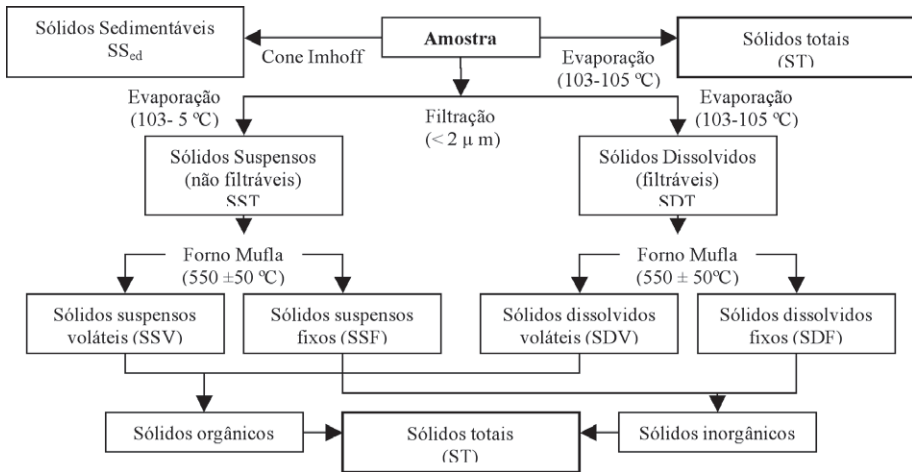 Sólidos Sedimentáveis
SSed
Cone Imhoff
Amostra
Evaporação
(103-105 ºC)
Sólidos totais
(ST)
Evaporação
(103- 5 ºC)
Filtração
(< 2 µ m)
Evaporação
(103-105 ºC)
Sólidos Suspensos
(não filtráveis)
SST
Sólidos Dissolvidos
(filtráveis)
SDT
Forno Mufla
(550 ±50 ºC)
Forno Mufla
(550 ± 50ºC)
Sólidos suspensos
voláteis (SSV)
Sólidos suspensos
fixos (SSF)
Sólidos dissolvidos
voláteis (SDV)
Sólidos dissolvidos
fixos (SDF)
Sólidos orgânicos
Sólidos totais
(ST)
Sólidos inorgânicos